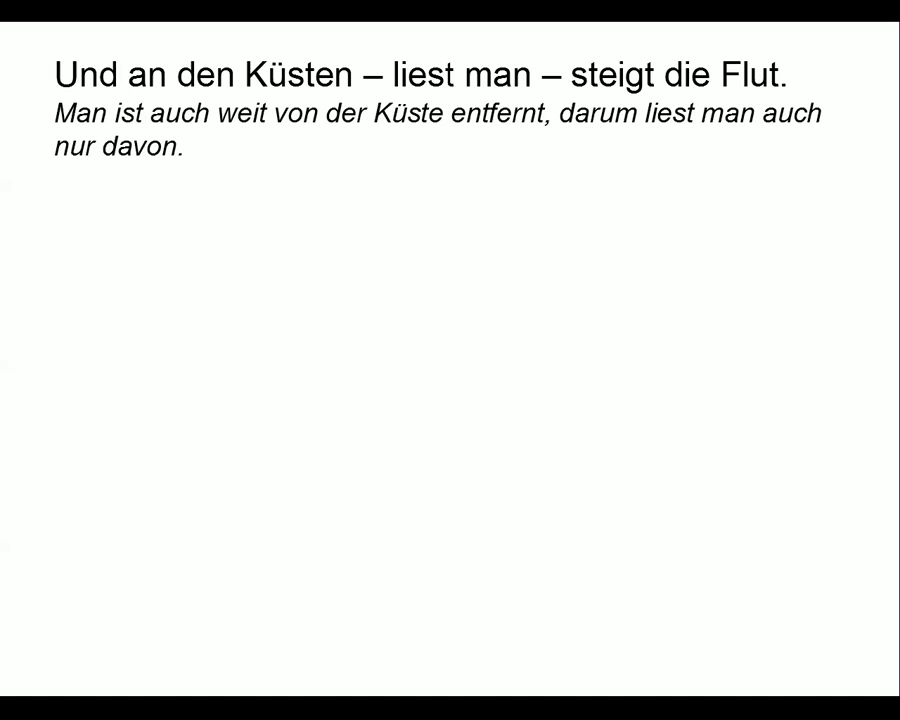 Und an den Küsten – liest man – steigt die Flut.
Man ist auch weit von der Küste entfernt, darum liest man auch
nur davon.